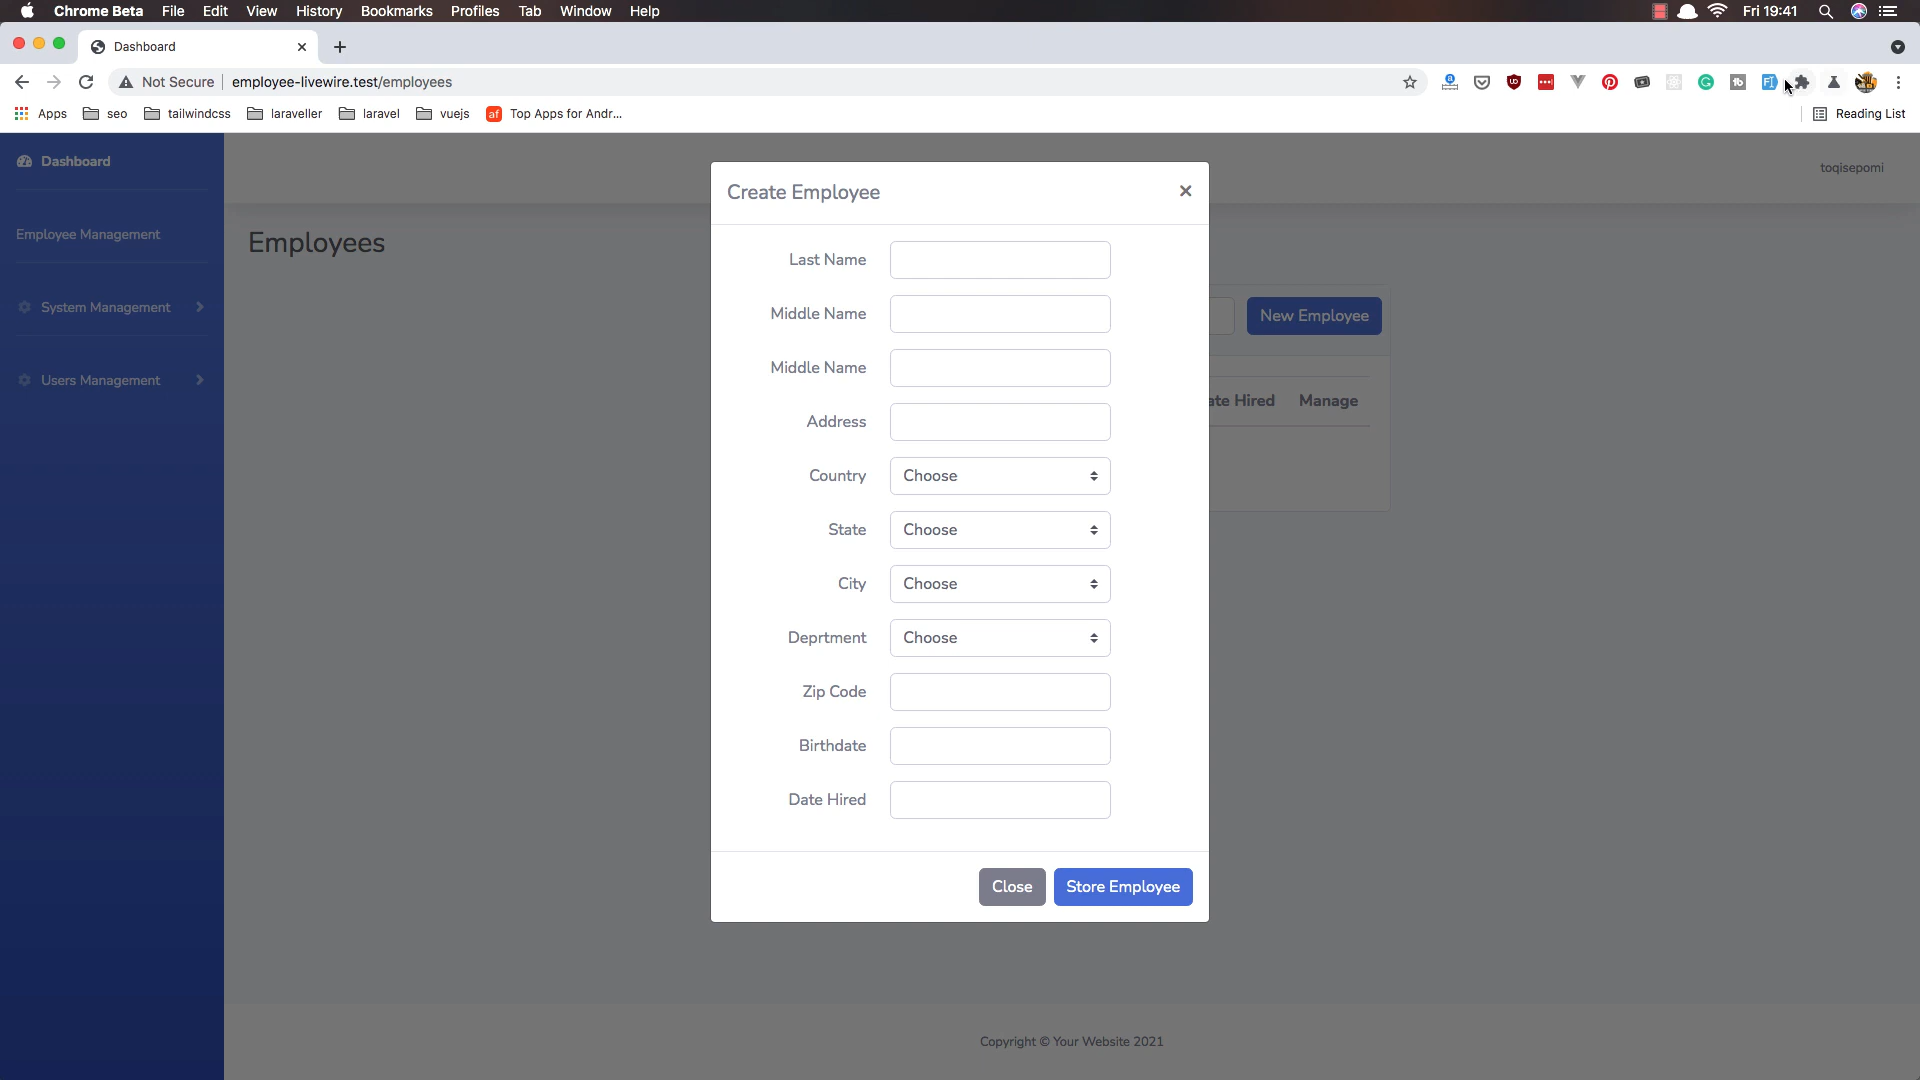 Chrome Beta File Edit View History Bookmarks Profiles Tab Window Help Fri 19:41
Dashboard
Not Secure employee-livewire.test/employees
Apps seo tailwindcss laraveller laravel vuejs af Top Apps for Andr... Reading List
Dashboard
toqisepomi
Employee Management
System Management
Users Management
Employees
New Employee
ate Hired Manage
Create Employee
Last Name
Middle Name
Middle Name
Address
Country Choose
State Choose
City Choose
Deprtment Choose
Zip Code
Birthdate
Date Hired
Close Store Employee
Copyright © Your Website 2021